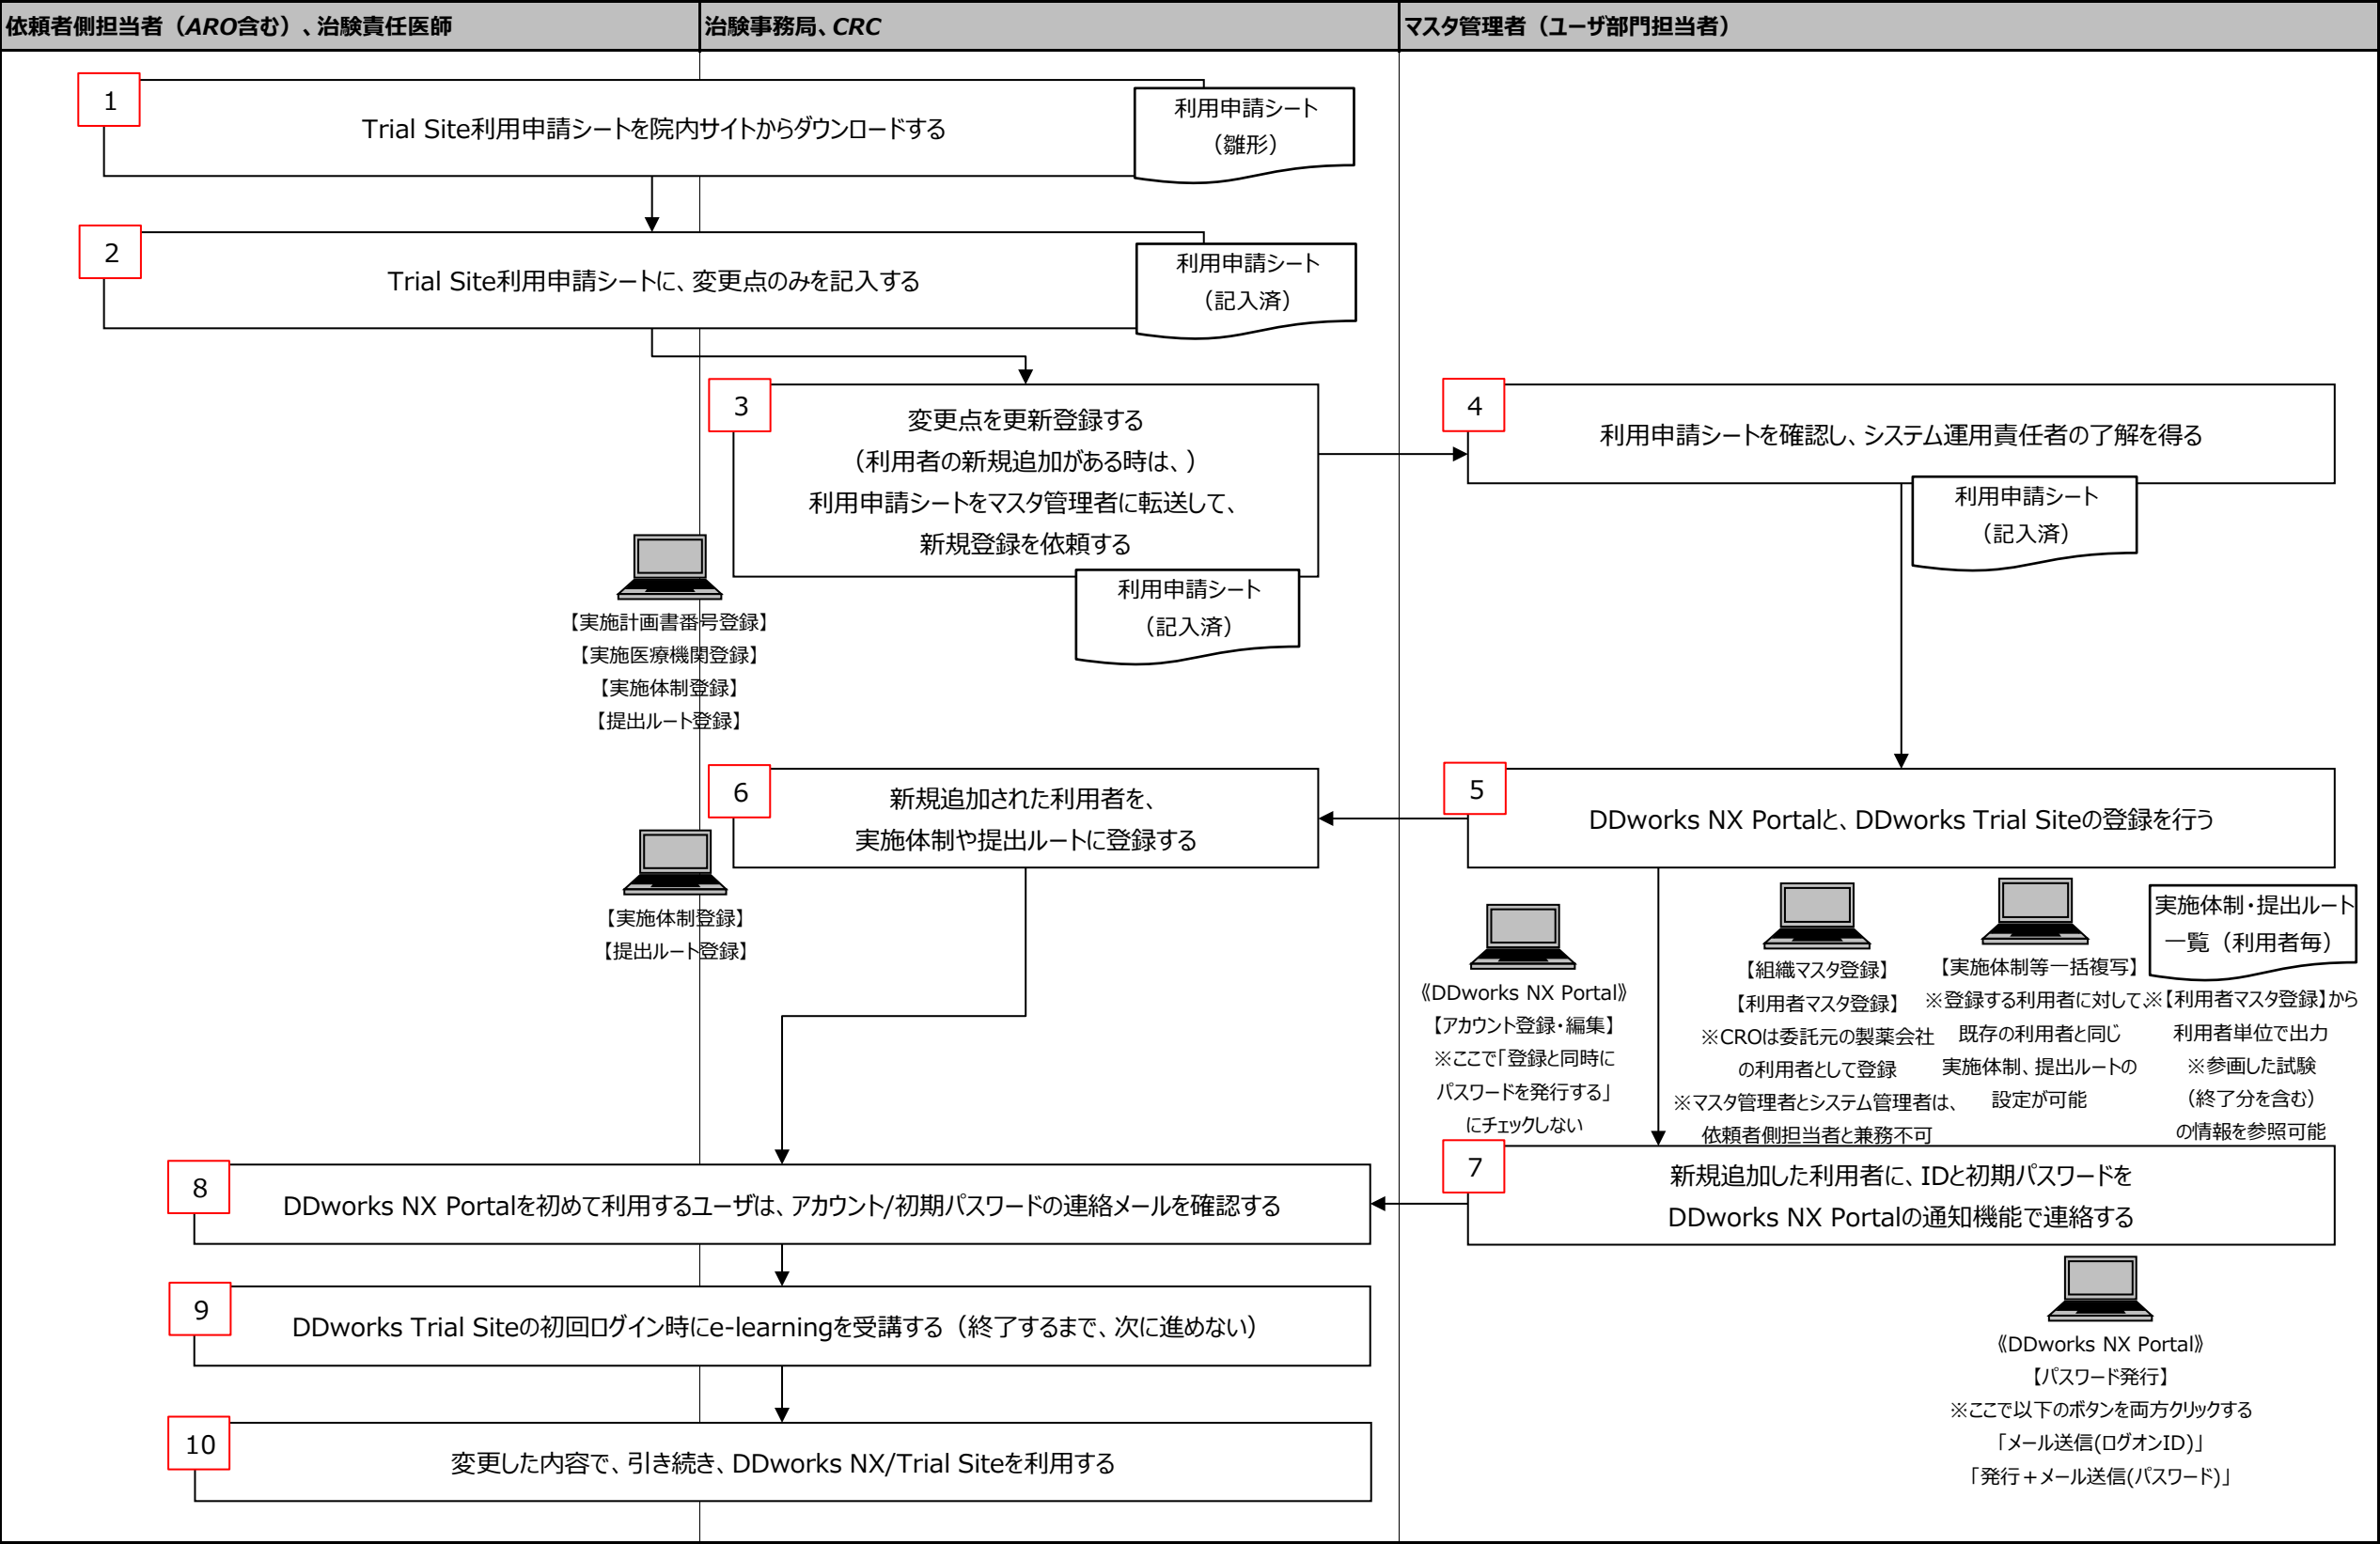 依頼者側担当者（ARO含む）、治験責任医師
治験事務局、CRC
マスタ管理者（ユーザ部門担当者）
1
Trial Site利用申請シートを院内サイトからダウンロードする
利用申請シート
（雛形）
2
Trial Site利用申請シートに、変更点のみを記入する
利用申請シート
（記入済）
3
変更点を更新登録する
（利用者の新規追加がある時は、）
利用申請シートをマスタ管理者に転送して、
新規登録を依頼する
利用申請シート
（記入済）
【実施計画書番号登録】
【実施医療機関登録】
【実施体制登録】
【提出ルート登録】
4
利用申請シートを確認し、システム運用責任者の了解を得る
利用申請シート
（記入済）
5
DDworks NX Portalと、DDworks Trial Siteの登録を行う
6
新規追加された利用者を、
実施体制や提出ルートに登録する
【実施体制登録】
【提出ルート登録】
《DDworks NX Portal》
【アカウント登録・編集】
※ここで「登録と同時に
パスワードを発行する」
にチェックしない
【組織マスタ登録】
【利用者マスタ登録】
※CROは委託元の製薬会社
の利用者として登録
※マスタ管理者とシステム管理者は、
依頼者側担当者と兼務不可
【実施体制等一括複写】
※登録する利用者に対して、
既存の利用者と同じ
実施体制、提出ルートの
設定が可能
実施体制・提出ルート
一覧（利用者毎）
※【利用者マスタ登録】から
利用者単位で出力
※参画した試験
（終了分を含む）
の情報を参照可能
7
新規追加した利用者に、IDと初期パスワードを
DDworks NX Portalの通知機能で連絡する
《DDworks NX Portal》
【パスワード発行】
※ここで以下のボタンを両方クリックする
「メール送信(ログオンID)」
「発行＋メール送信(パスワード)」
8
DDworks NX Portalを初めて利用するユーザは、アカウント/初期パスワードの連絡メールを確認する
9
DDworks Trial Siteの初回ログイン時にe-learningを受講する（終了するまで、次に進めない）
10
変更した内容で、引き続き、DDworks NX/Trial Siteを利用する